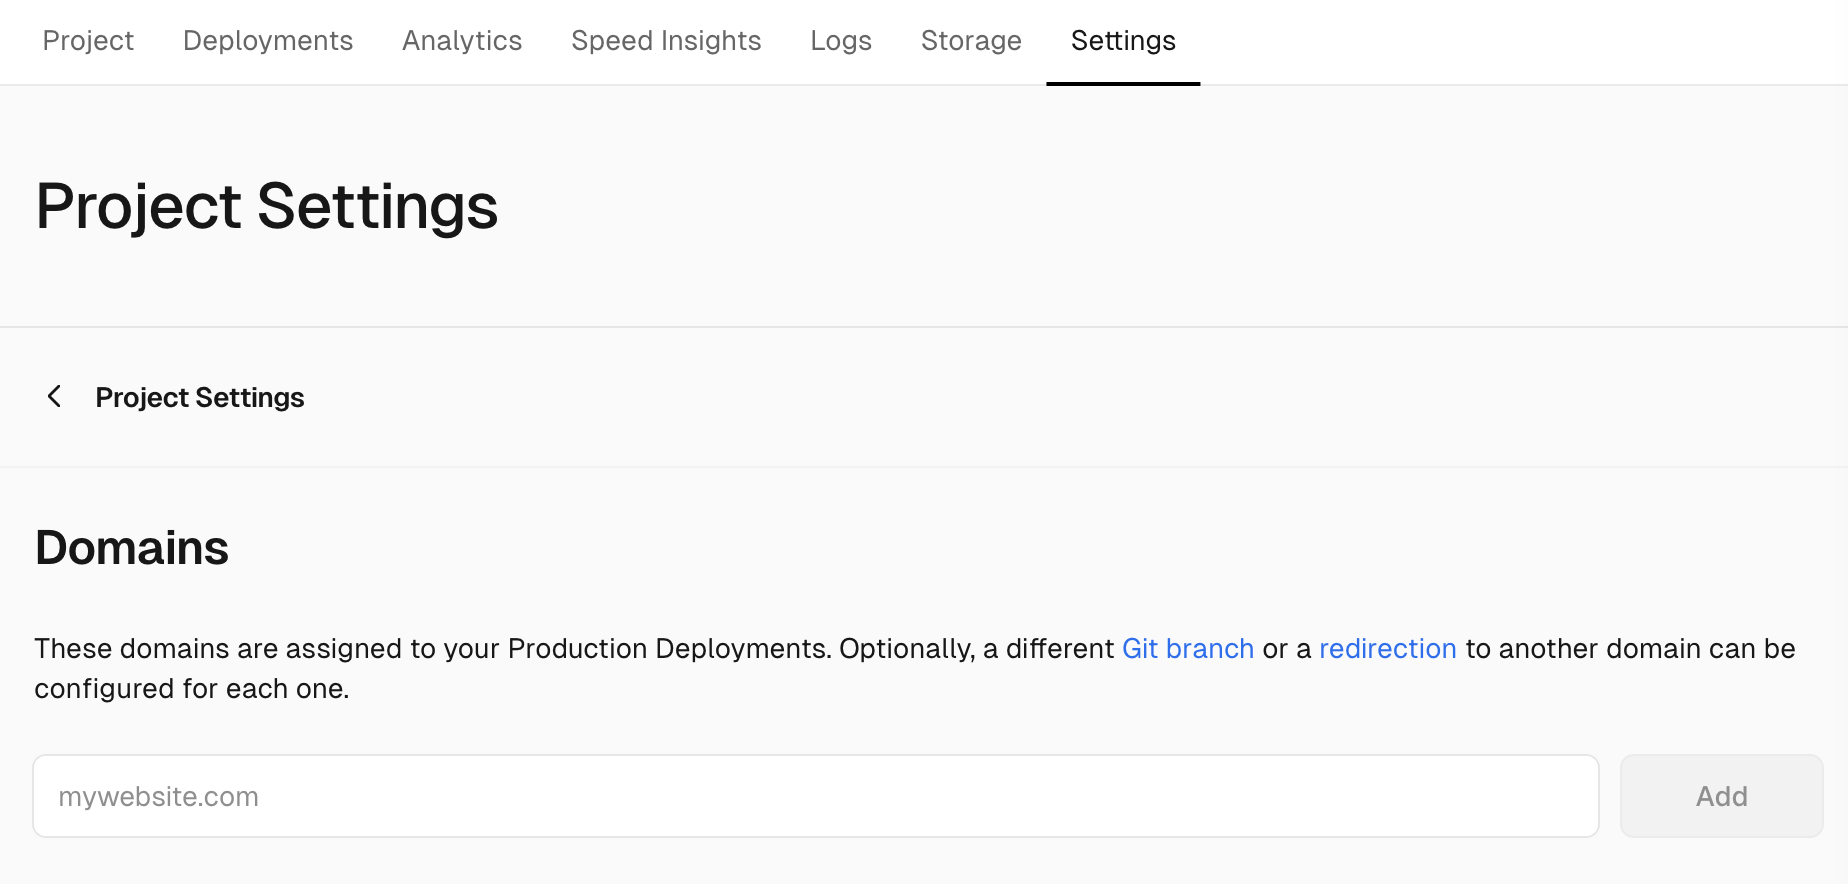 Project Deployments Analytics Speed Insights Logs Storage Settings
Project Settings
Project Settings
Domains
These domains are assigned to your Production Deployments. Optionally, a different Git branch or a redirection to another domain can be
configured for each one.
mywebsite.com Add